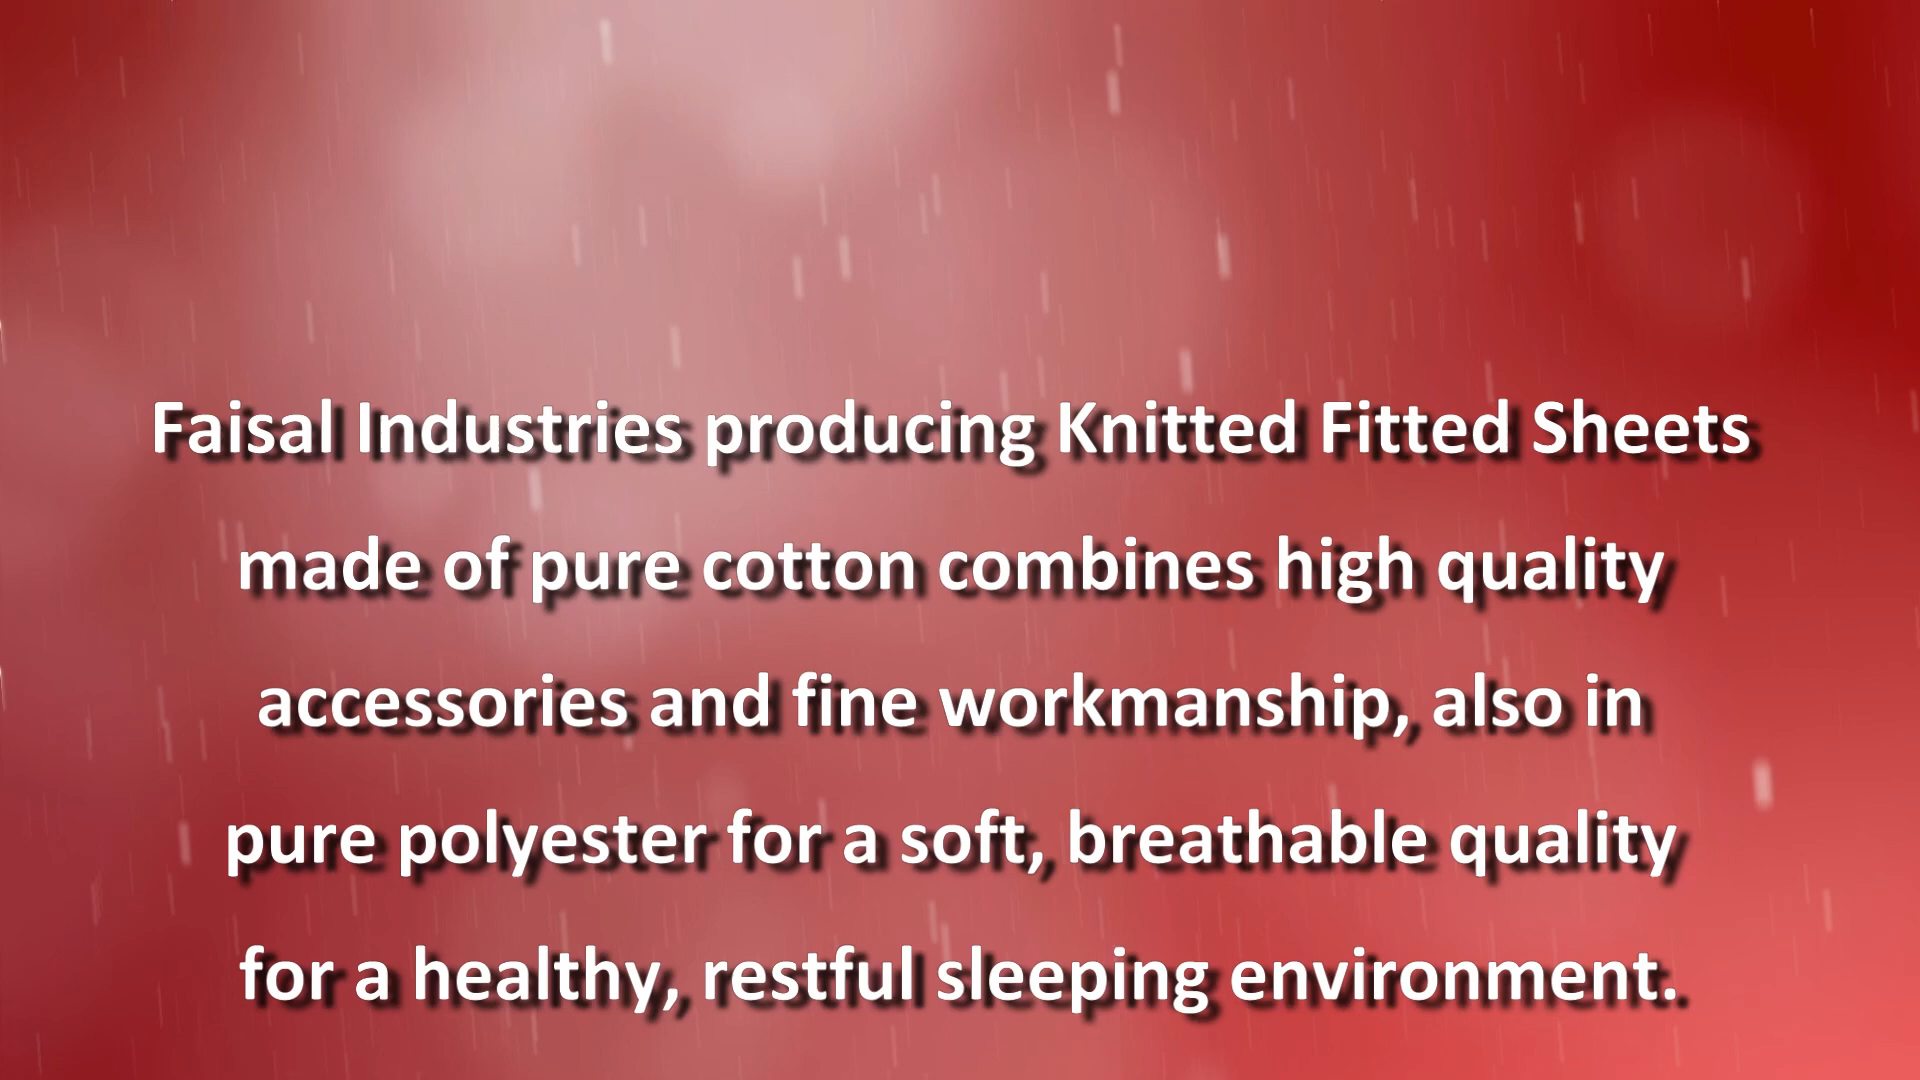 Faisal Industries producing Knitted Fitted Sheets
made of pure cotton combines high quality
accessories and fine workmanship, also in
pure polyester for a soft, breathable quality
for a healthy, restful sleeping environment.